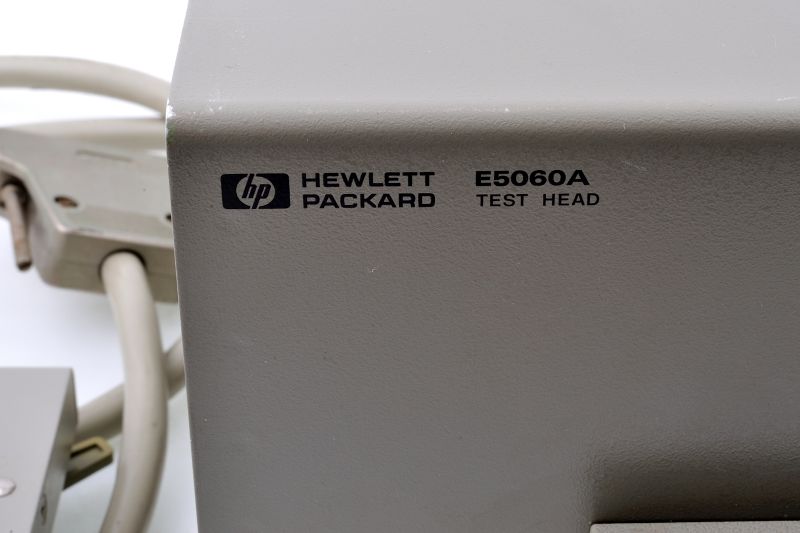 hp HEWLETT PACKARD
E5060A
TEST HEAD